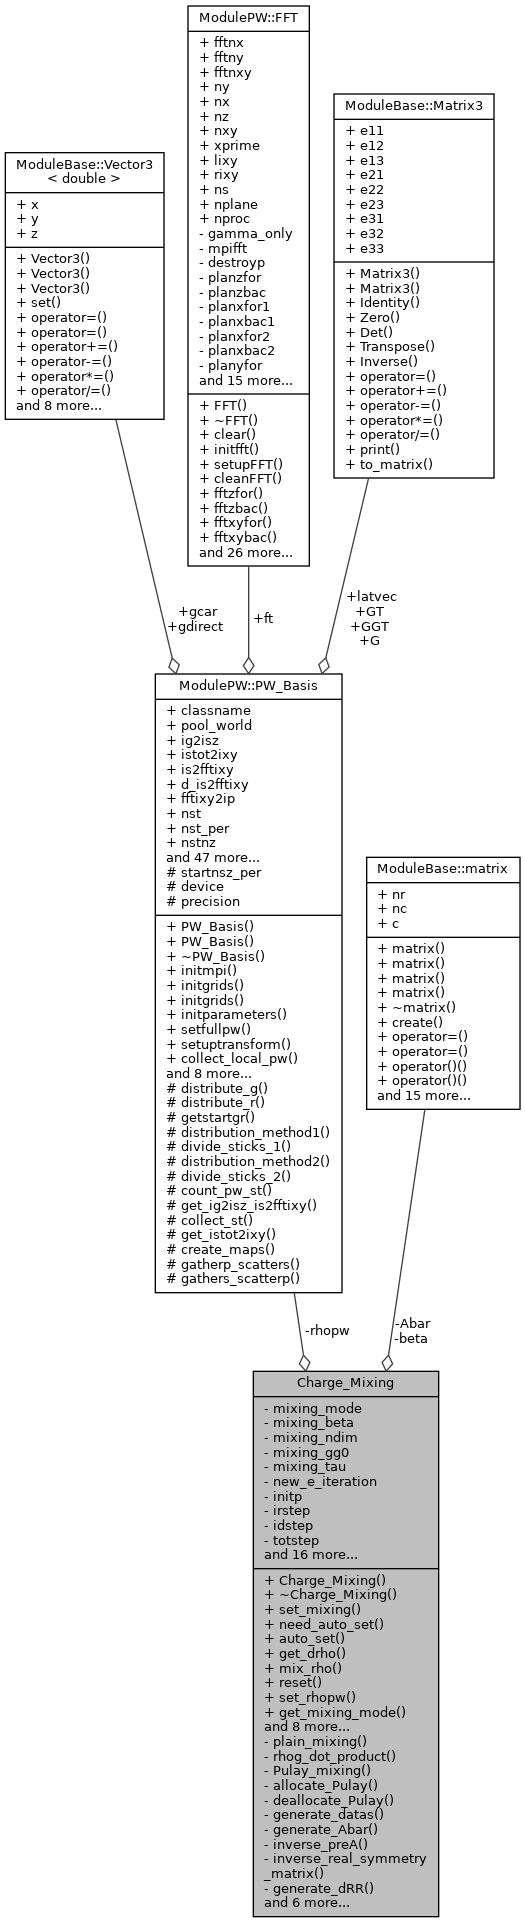 ModulePW::FFT
+ fftnx
+ fftny
+ fftnxy
+ ny
+ nx
+ nz
+ nxy
+ xprime
+ lixy
+ rixy
+ ns
+ nplane
+ nproc
- gamma_only
- mpifft
- destroyp
- planzfor
- planzbac
- planxfor1
- planxbac1
- planxfor2
- planxbac2
- planyfor
and 15 more...
+ FFT()
+ ~FFT()
+ clear()
+ initfft()
+ setupFFT()
+ cleanFFT()
+ fftzfor()
+ fftzbac()
+ fftxyfor()
+ fftxybac()
and 26 more...
ModuleBase::Matrix3
+ e11
+ e12
+ e13
+ e21
+ e22
+ e23
+ e31
+ e32
+ e33
+ Matrix3()
+ Matrix3()
+ Identity()
+ Zero()
+ Det()
+ Transpose()
+ Inverse()
+ operator=()
+ operator+=()
+ operator-=()
+ operator*=()
+ operator/=()
+ print()
+ to_matrix()
ModuleBase::Vector3
< double >
+ x
+ y
+ z
+ Vector3()
+ Vector3()
+ Vector3()
+ set()
+ operator=()
+ operator=()
+ operator+=()
+ operator-=()
+ operator*=()
+ operator/=()
and 8 more...
+gcar
+gdirect
+ft
+latvec
+GT
+GGT
+G
ModulePW::PW_Basis
+ classname
+ pool_world
+ ig2isz
+ istot2ixy
+ is2fftixy
+ d_is2fftixy
+ fftixy2ip
+ nst
+ nst_per
+ nstnz
and 47 more...
# startnsz_per
# device
# precision
+ PW_Basis()
+ PW_Basis()
+ ~PW_Basis()
+ initmpi()
+ initgrids()
+ initgrids()
+ initparameters()
+ setfullpw()
+ setuptransform()
+ collect_local_pw()
and 8 more...
# distribute_g()
# distribute_r()
# getstartgr()
# distribution_method1()
# divide_sticks_1()
# distribution_method2()
# divide_sticks_2()
# count_pw_st()
# get_ig2isz_is2fftixy()
# collect_st()
# get_istot2ixy()
# create_maps()
# gatherp_scatters()
# gathers_scatterp()
ModuleBase::matrix
+ nr
+ nc
+ c
+ matrix()
+ matrix()
+ matrix()
+ matrix()
+ ~matrix()
+ create()
+ operator=()
+ operator=()
+ operator()()
+ operator()()
and 15 more...
-rhopw
-Abar
-beta
Charge_Mixing
- mixing_mode
- mixing_beta
- mixing_ndim
- mixing_gg0
- mixing_tau
- new_e_iteration
- initp
- irstep
- idstep
- totstep
and 16 more...
+ Charge_Mixing()
+ ~Charge_Mixing()
+ set_mixing()
+ need_auto_set()
+ auto_set()
+ get_drho()
+ mix_rho()
+ reset()
+ set_rhopw()
+ get_mixing_mode()
and 8 more...
- plain_mixing()
- rhog_dot_product()
- Pulay_mixing()
- allocate_Pulay()
- deallocate_Pulay()
- generate_datas()
- generate_Abar()
- inverse_preA()
- inverse_real_symmetry
_matrix()
- generate_dRR()
and 6 more...